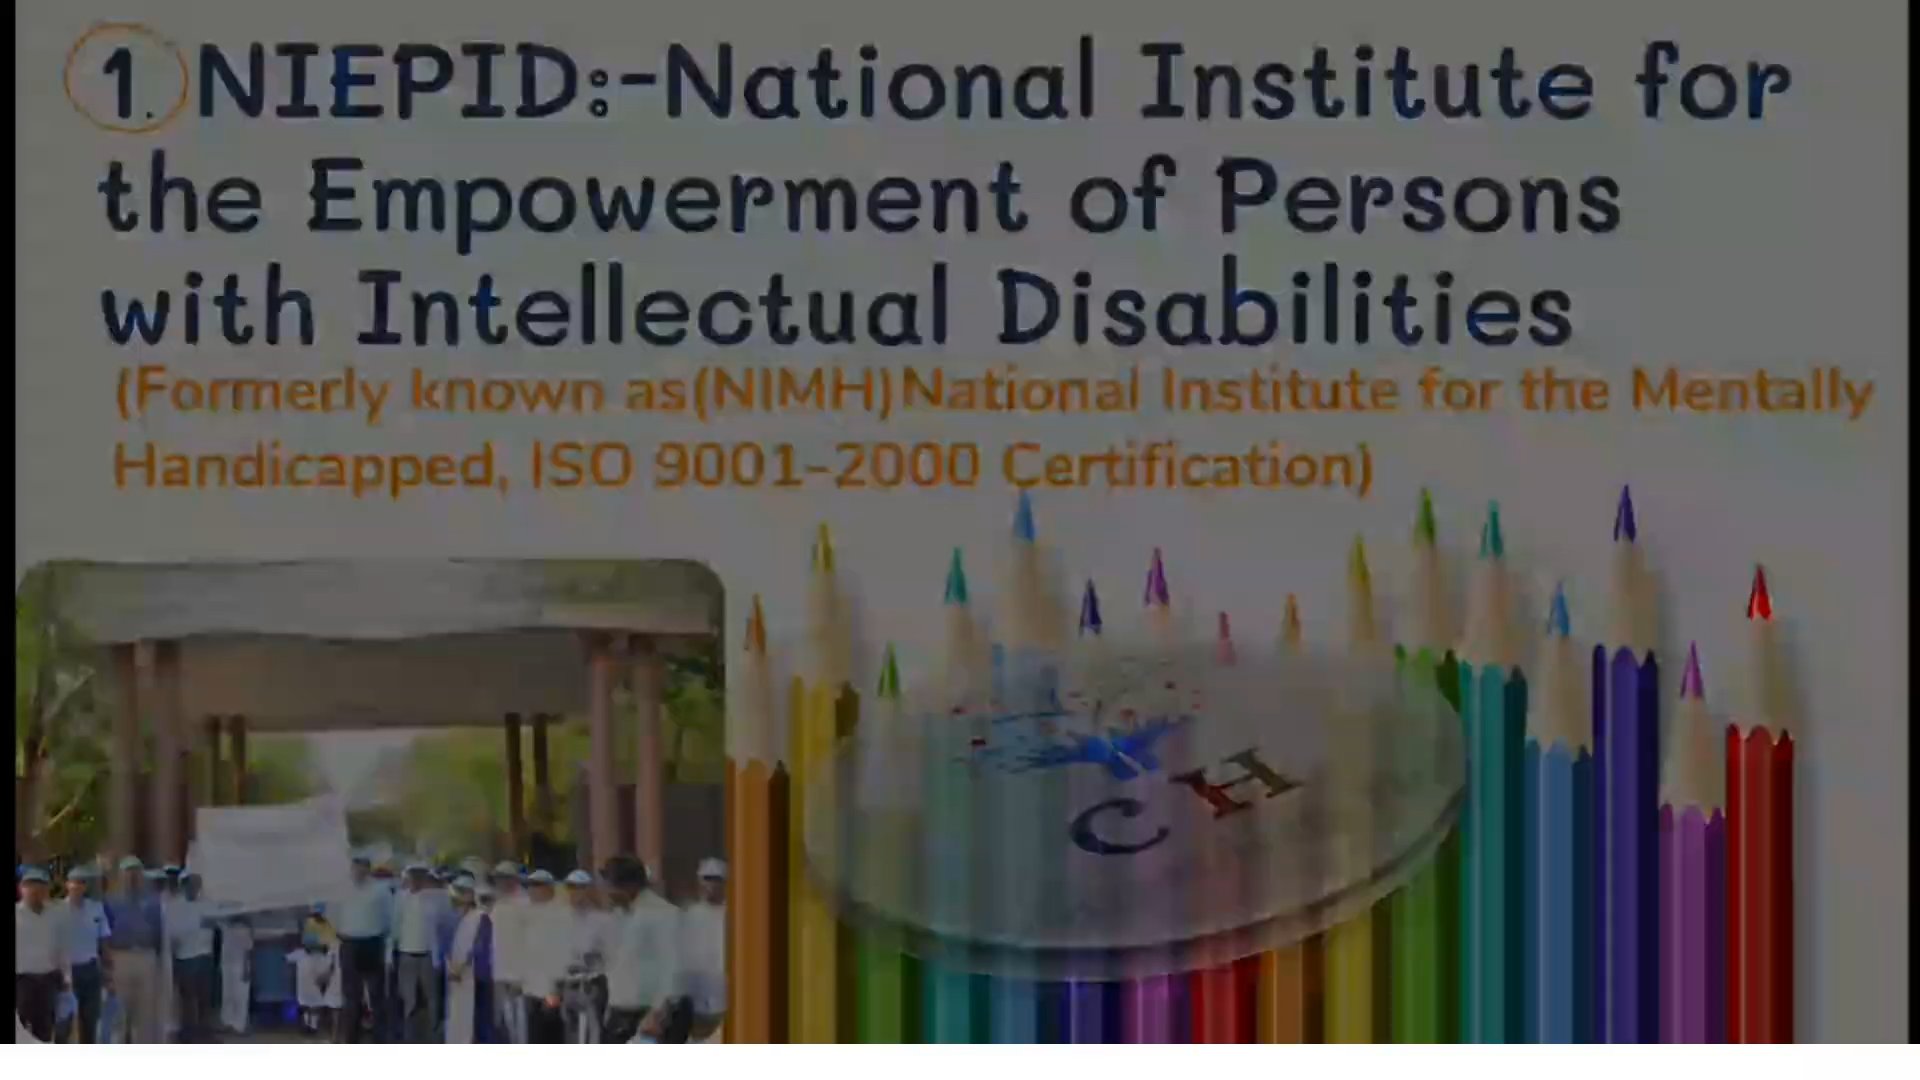 1. NIEPID:-National Institute for
the Empowerment of Persons
with Intellectual Disabilities
(Formerly known as(NIMH)National Institute for the Mentally
Handicapped, ISO 9001-2000 Certification)
C H